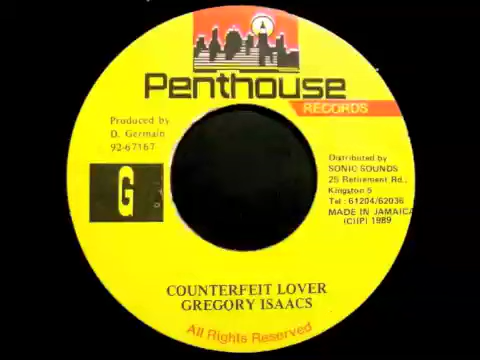 Penthouse
RECORDS
Produced by
D. Germain
92-67167
G
Distributed by
SONIC SOUNDS
25 Retirement Rd.,
Kingston 5
Tel : 61204/62036
MADE IN JAMAICA
(C)(P) 1989
COUNTERFEIT LOVER
GREGORY ISAACS
All Rights Reserved